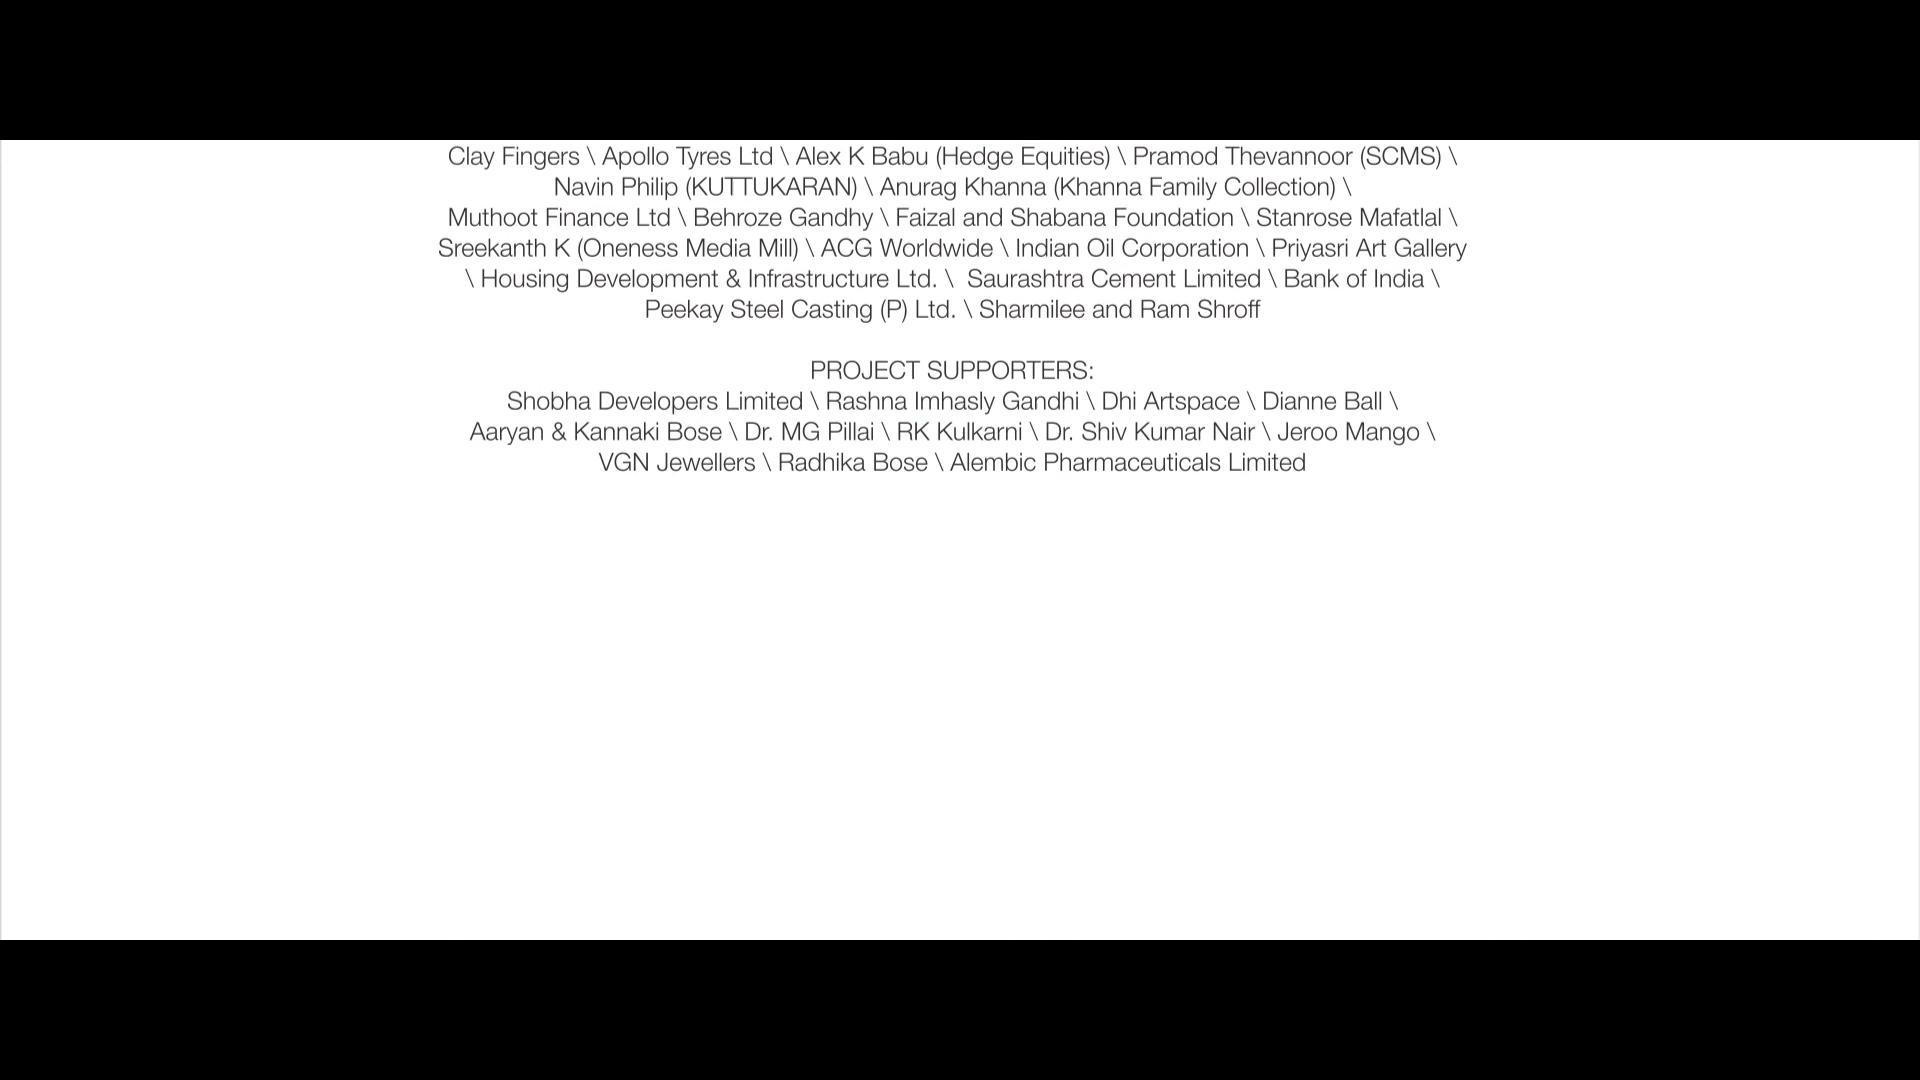 Clay Fingers \ Apollo Tyres Ltd \ Alex K Babu (Hedge Equities) \ Pramod Thevannoor (SCMS) \
Navin Philip (KUTTUKARAN) \ Anurag Khanna (Khanna Family Collection) \
Muthoot Finance Ltd \ Behroze Gandhy \ Faizal and Shabana Foundation \ Stanrose Mafatlal \
Sreekanth K (Oneness Media Mill) \ ACG Worldwide \ Indian Oil Corporation \ Priyasri Art Gallery
\ Housing Development & Infrastructure Ltd. \  Saurashtra Cement Limited \ Bank of India \
Peekay Steel Casting (P) Ltd. \ Sharmilee and Ram Shroff
PROJECT SUPPORTERS:
Shobha Developers Limited \ Rashna Imhasly Gandhi \ Dhi Artspace \ Dianne Ball \
Aaryan & Kannaki Bose \ Dr. MG Pillai \ RK Kulkarni \ Dr. Shiv Kumar Nair \ Jeroo Mango \
VGN Jewellers \ Radhika Bose \ Alembic Pharmaceuticals Limited